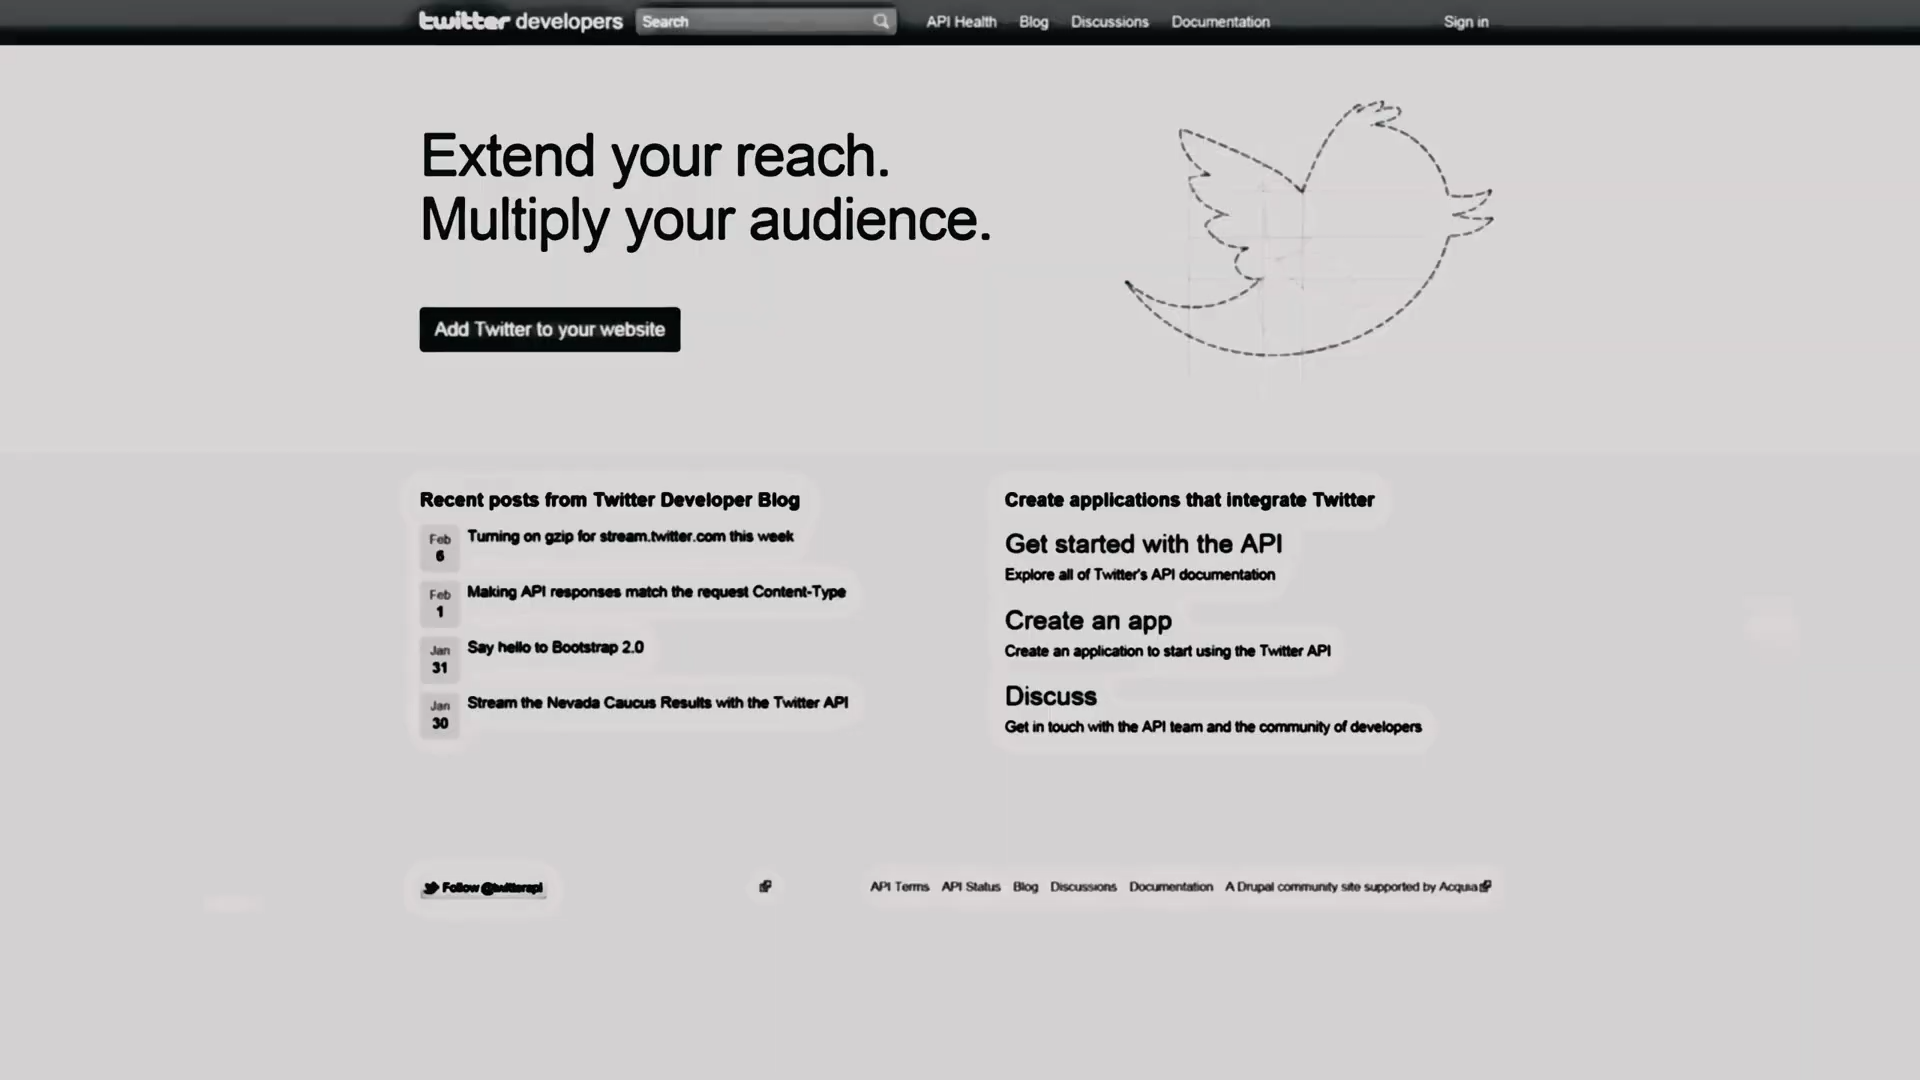 twitter developers
Search
API Health Blog Discussions Documentation
Sign in
Extend your reach.
Multiply your audience.
Add Twitter to your website
Recent posts from Twitter Developer Blog
Feb
6
Turning on gzip for stream.twitter.com this week
Feb
1
Making API responses match the request Content-Type
Jan
31
Say hello to Bootstrap 2.0
Jan
30
Stream the Nevada Caucus Results with the Twitter API
Create applications that integrate Twitter
Get started with the API
Explore all of Twitter's API documentation
Create an app
Create an application to start using the Twitter API
Discuss
Get in touch with the API team and the community of developers
Follow @twitterapi
API Terms API Status Blog Discussions Documentation A Drupal community site supported by Acquia